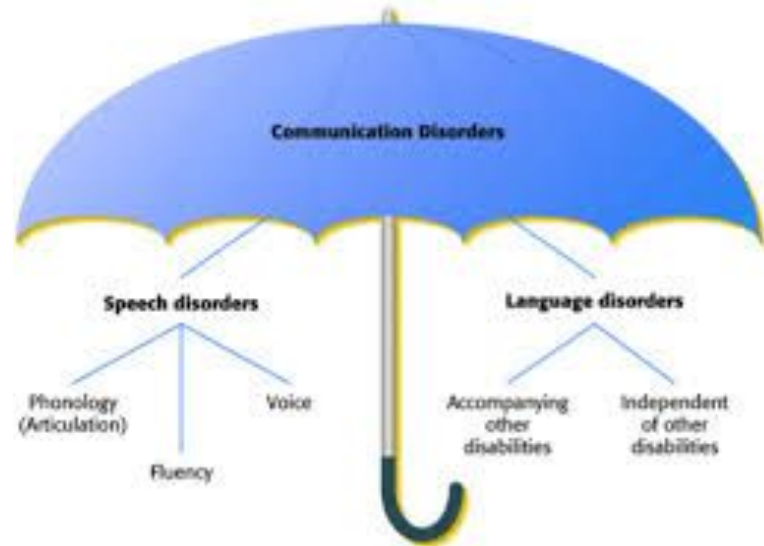 Communication Disorders
Speech disorders
Language disorders
Phonology
(Articulation)
Voice
Fluency
Accompanying
other
disabilities
Independent
of other
disabilities